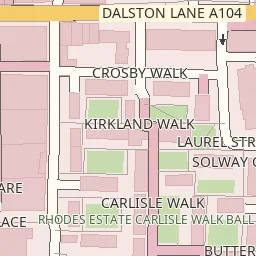 DALSTON LANE A104
CROSBY WALK
KIRKLAND WALK
LAUREL STR
SOLWAY C
ARE
CARLISLE WALK
RHODES ESTATE CARLISLE WALK BALL
LACE
BUTTER